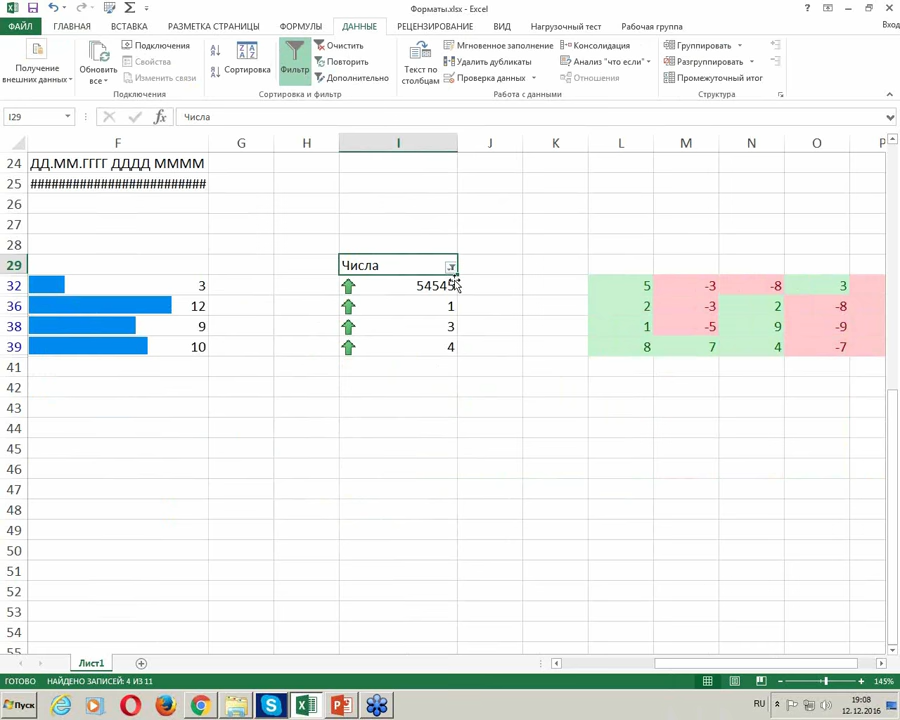 Форматы.xlsx - Excel
ФАЙЛ ГЛАВНАЯ ВСТАВКА РАЗМЕТКА СТРАНИЦЫ ФОРМУЛЫ ДАННЫЕ РЕЦЕНЗИРОВАНИЕ ВИД Нагрузочный тест Рабочая группа Вход
Получение внешних данных
Обновить все
Подключения
Свойства
Изменить связи
Подключения
Сортировка
Фильтр
Очистить
Повторить
Дополнительно
Сортировка и фильтр
Текст по столбцам
Мгновенное заполнение
Удалить дубликаты
Проверка данных
Консолидация
Анализ "что если"
Отношения
Работа с данными
Группировать
Разгруппировать
Промежуточный итог
Структура
I29 fx Числа
F G H I J K L M N O P
24 ДД.ММ.ГГГГ ДДДД ММММ
25 #########################
26
27
28
29 Числа
32 3 54545 5 -3 -8 3
36 12 1 2 -3 2 -8
38 9 3 1 -5 9 -9
39 10 4 8 7 4 -7
41
42
43
44
45
46
47
48
49
50
51
52
53
54
55
Лист1
ГОТОВО НАЙДЕНО ЗАПИСЕЙ: 4 ИЗ 11 145%
Пуск RU 19:08
12.12.2016